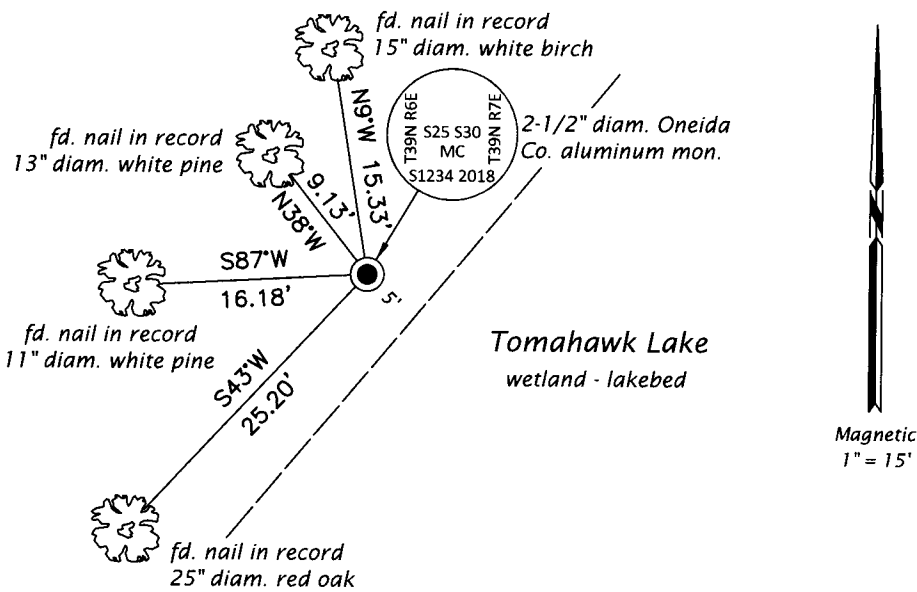 fd. nail in record
15" diam. white birch
fd. nail in record
13" diam. white pine
N9°W 15.33'
T39N R6E
S25 S30
MC
T39N R7E
S1234 2018
2-1/2" diam. Oneida
Co. aluminum mon.
9.13'
N38°W
S87°W
16.18'
5'
fd. nail in record
11" diam. white pine
S43°W
25.20'
Tomahawk Lake
wetland - lakebed
fd. nail in record
25" diam. red oak
N
Magnetic
1" = 15'